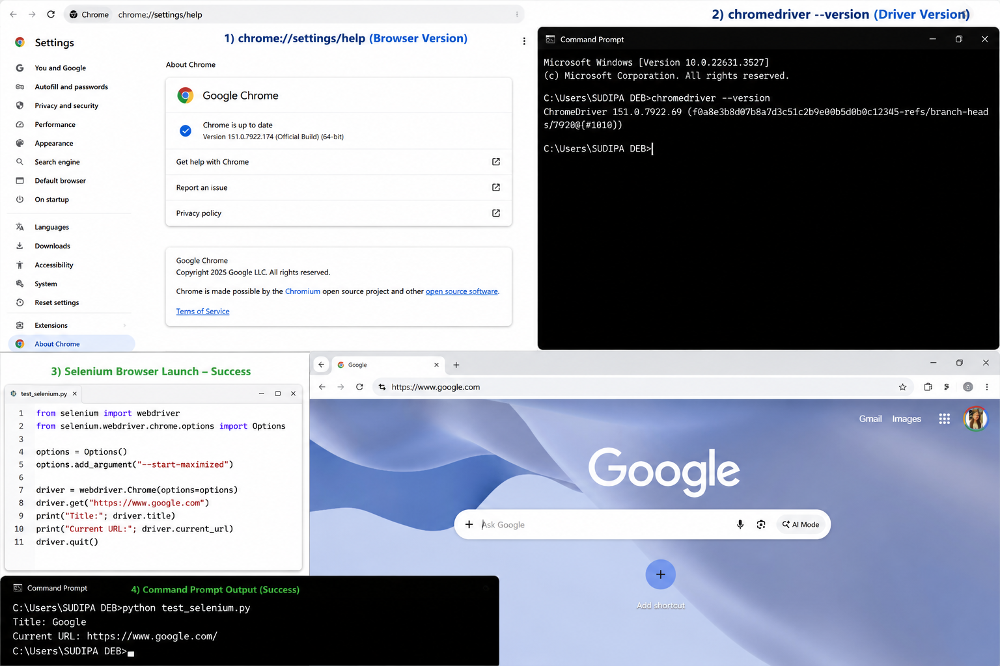 Chrome chrome://settings/help
1) chrome://settings/help (Browser Version)
Settings
You and Google
Autofill and passwords
Privacy and security
Performance
Appearance
Search engine
Default browser
On startup
Languages
Downloads
Accessibility
System
Reset settings
Extensions
About Chrome
About Chrome
Google Chrome
Chrome is up to date
Version 151.0.7922.174 (Official Build) (64-bit)
Get help with Chrome
Report an issue
Privacy policy
Google Chrome
Copyright 2025 Google LLC. All rights reserved.
Chrome is made possible by the Chromium open source project and other open source software.
Terms of Service
2) chromedriver --version (Driver Version)
Command Prompt
Microsoft Windows [Version 10.0.22631.3527]
(c) Microsoft Corporation. All rights reserved.
C:\Users\SUDIPA DEB>chromedriver --version
ChromeDriver 151.0.7922.69 (f0a8e3b8d07b8a7d3c51c2b9e00b5d0b0c12345-refs/branch-head
s/7920@{#1010})
C:\Users\SUDIPA DEB>
3) Selenium Browser Launch – Success
test_selenium.py
1 from selenium import webdriver
2 from selenium.webdriver.chrome.options import Options
3
4 options = Options()
5 options.add_argument("--start-maximized")
6
7 driver = webdriver.Chrome(options=options)
8 driver.get("https://www.google.com")
9 print("Title:"; driver.title)
10 print("Current URL:"; driver.current_url)
11 driver.quit()
Google
https://www.google.com
Gmail Images
Google
Ask Google
AI Mode
Add shortcut
Command Prompt
4) Command Prompt Output (Success)
C:\Users\SUDIPA DEB>python test_selenium.py
Title: Google
Current URL: https://www.google.com/
C:\Users\SUDIPA DEB>